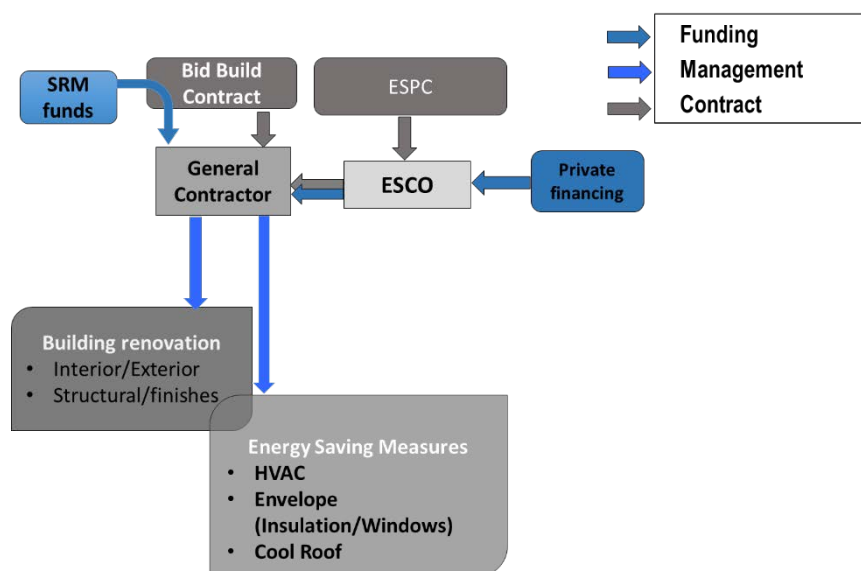 SRM
funds
Bid Build
Contract
ESPC
Funding
Management
Contract
General
Contractor
ESCO
Private
financing
Building renovation
• Interior/Exterior
• Structural/finishes
Energy Saving Measures
• HVAC
• Envelope
(Insulation/Windows)
• Cool Roof